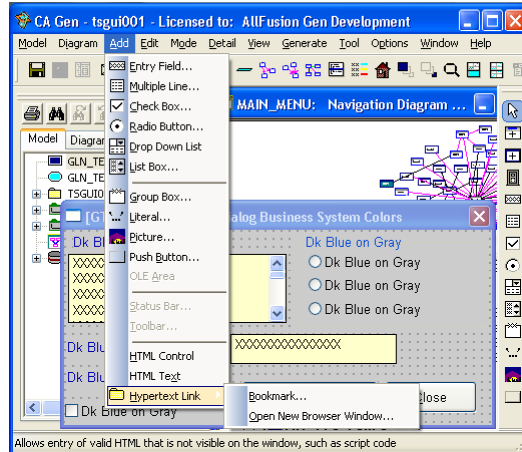 CA Gen - tsgui001 - Licensed to: AllFusion Gen Development
Model Diagram Add Edit Mode Detail View Generate Tool Options Window Help
Entry Field...
Multiple Line...
Check Box...
Radio Button...
Drop Down List
List Box...
Group Box...
Literal...
Picture...
Push Button...
OLE Area
Status Bar...
Toolbar...
HTML Control
HTML Text
Hypertext Link
Bookmark...
Open New Browser Window...
MAIN_MENU: Navigation Diagram ...
Model
GLN_TE
GLN_TE
Business System Colors
Dk Blue on Gray
Dk Blue on Gray
Dk Blue on Gray
Dk Blue on Gray
XXXXXXXXXXXXXXX
Dk Blue on Gray
Allows entry of valid HTML that is not visible on the window, such as script code